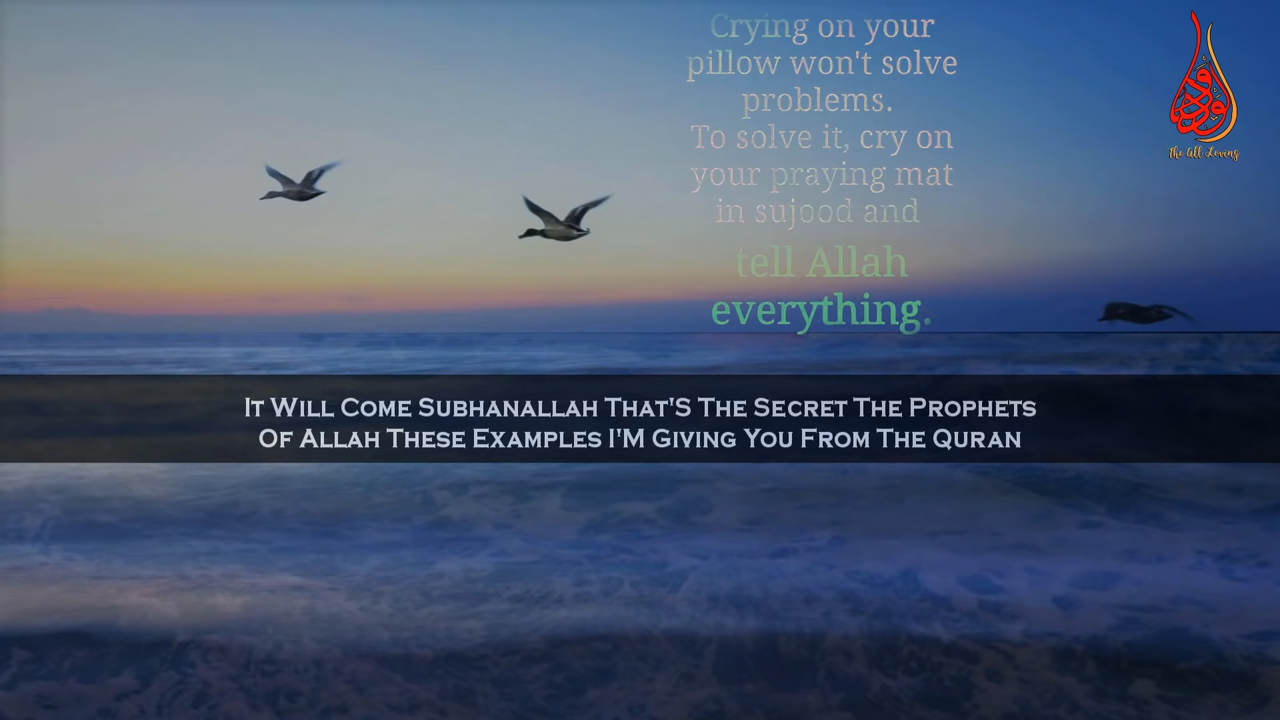 Crying on your
pillow won't solve
problems.
To solve it, cry on
your praying mat
in sujood and
tell Allah
everything.
الودود
The All Loving
It Will Come Subhanallah That'S The Secret The Prophets
Of Allah These Examples I'M Giving You From The Quran